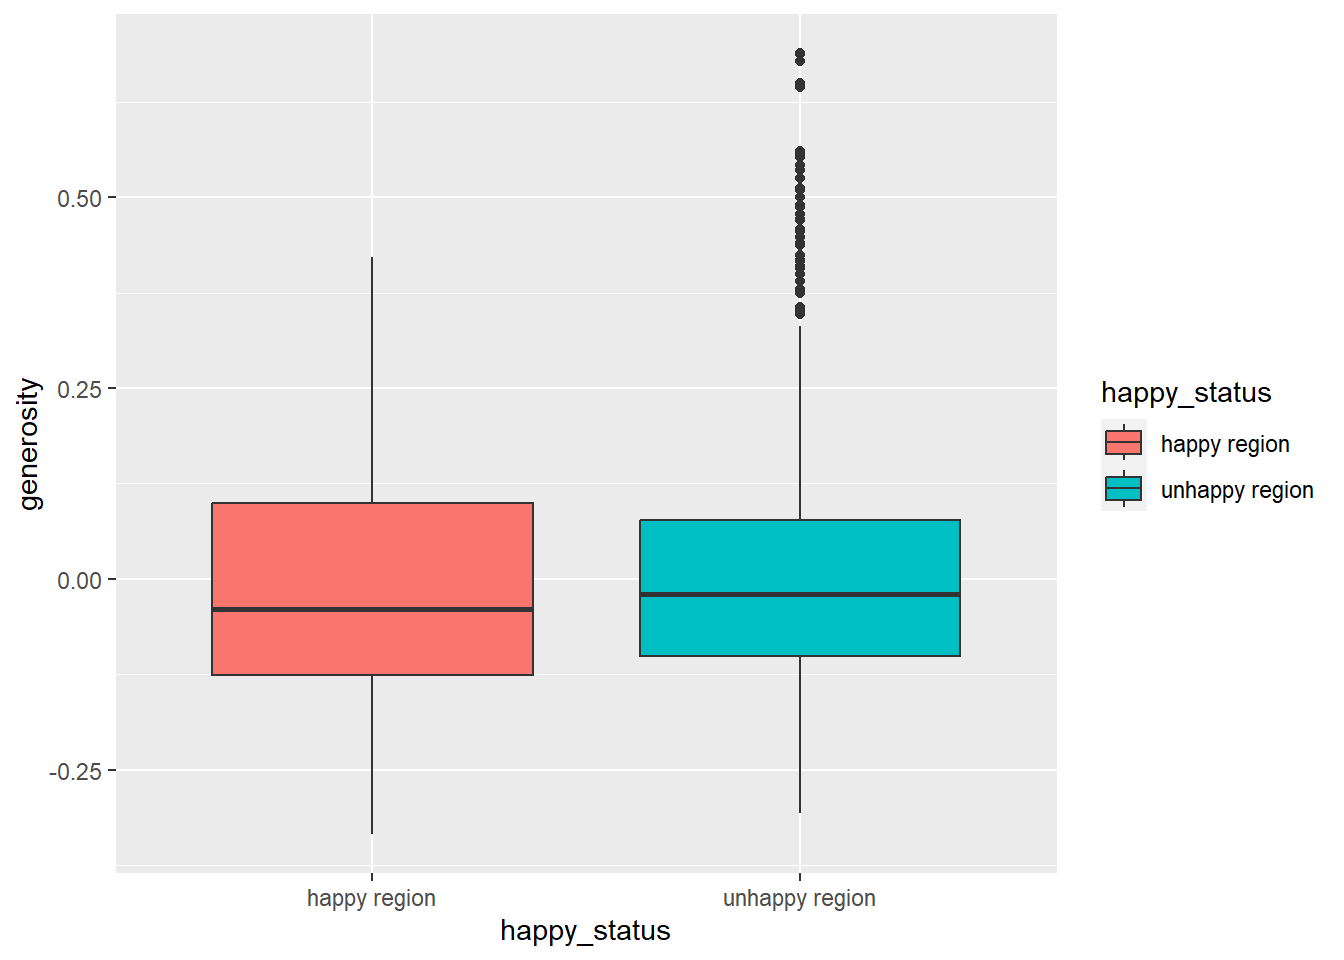 generosity
0.50
0.25
0.00
-0.25
happy region
unhappy region
happy_status
happy_status
happy region
unhappy region